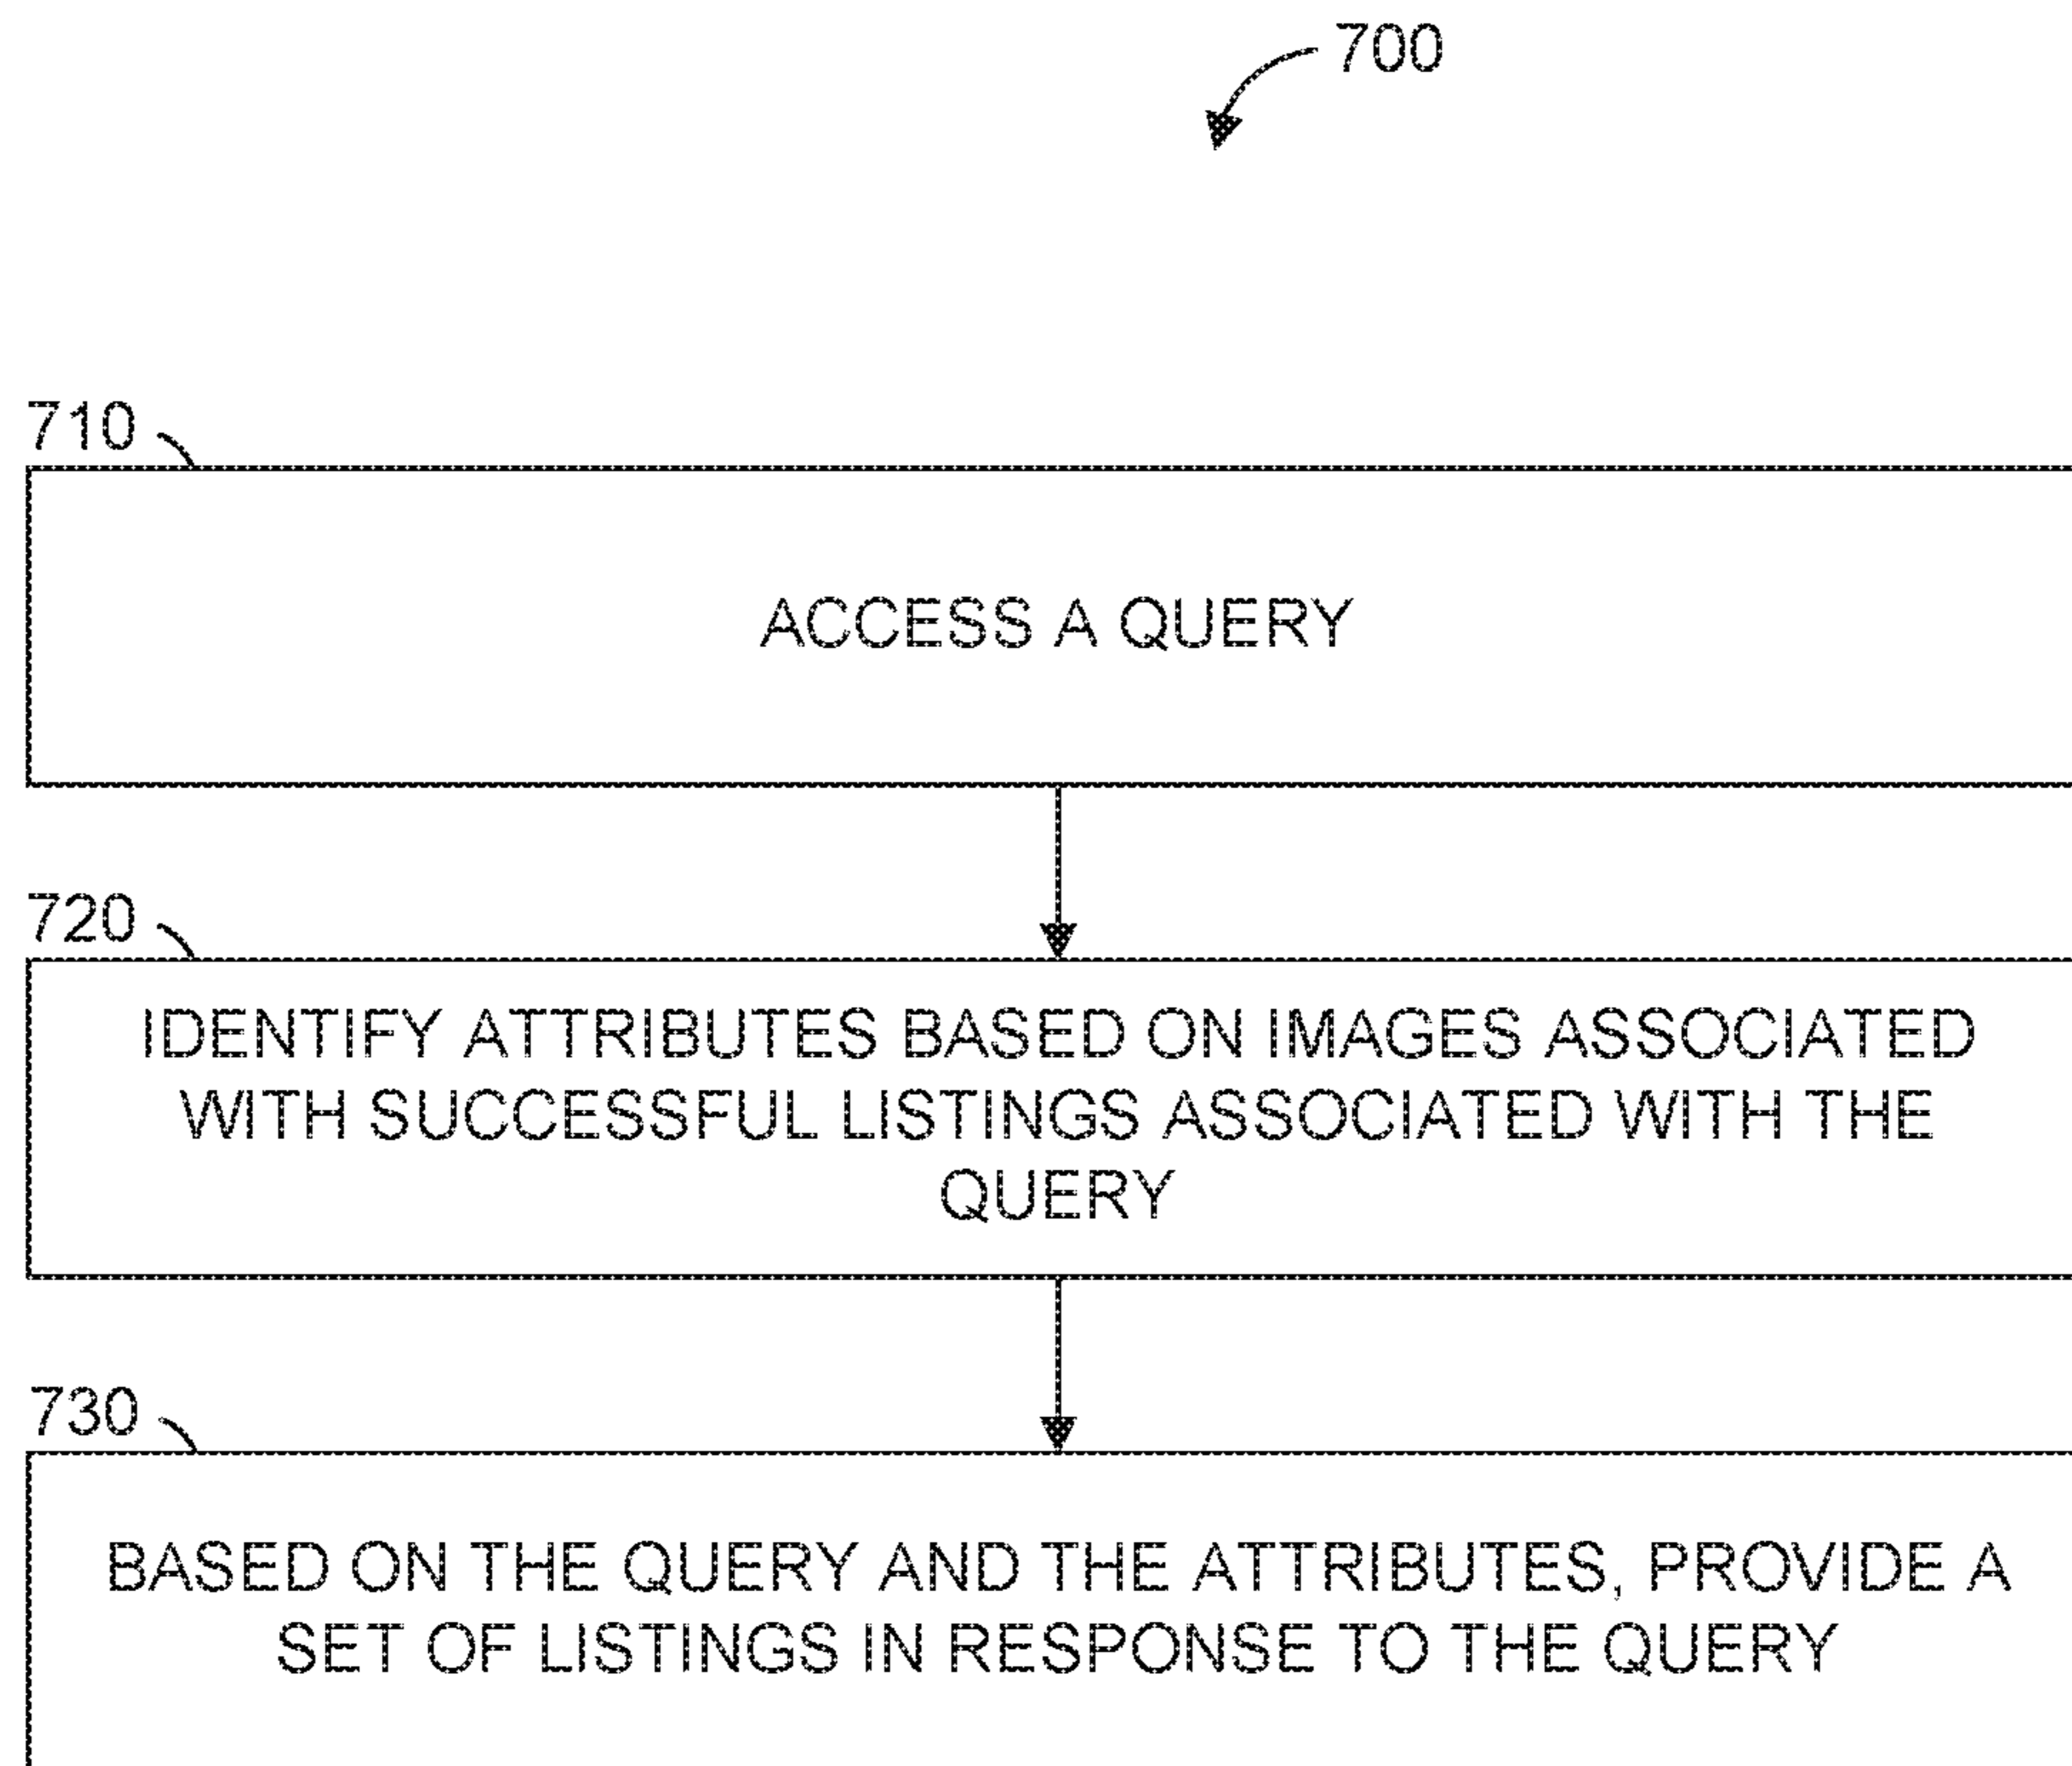 700
710
ACCESS A QUERY
720
IDENTIFY ATTRIBUTES BASED ON IMAGES ASSOCIATED
WITH SUCCESSFUL LISTINGS ASSOCIATED WITH THE
QUERY
730
BASED ON THE QUERY AND THE ATTRIBUTES, PROVIDE A
SET OF LISTINGS IN RESPONSE TO THE QUERY